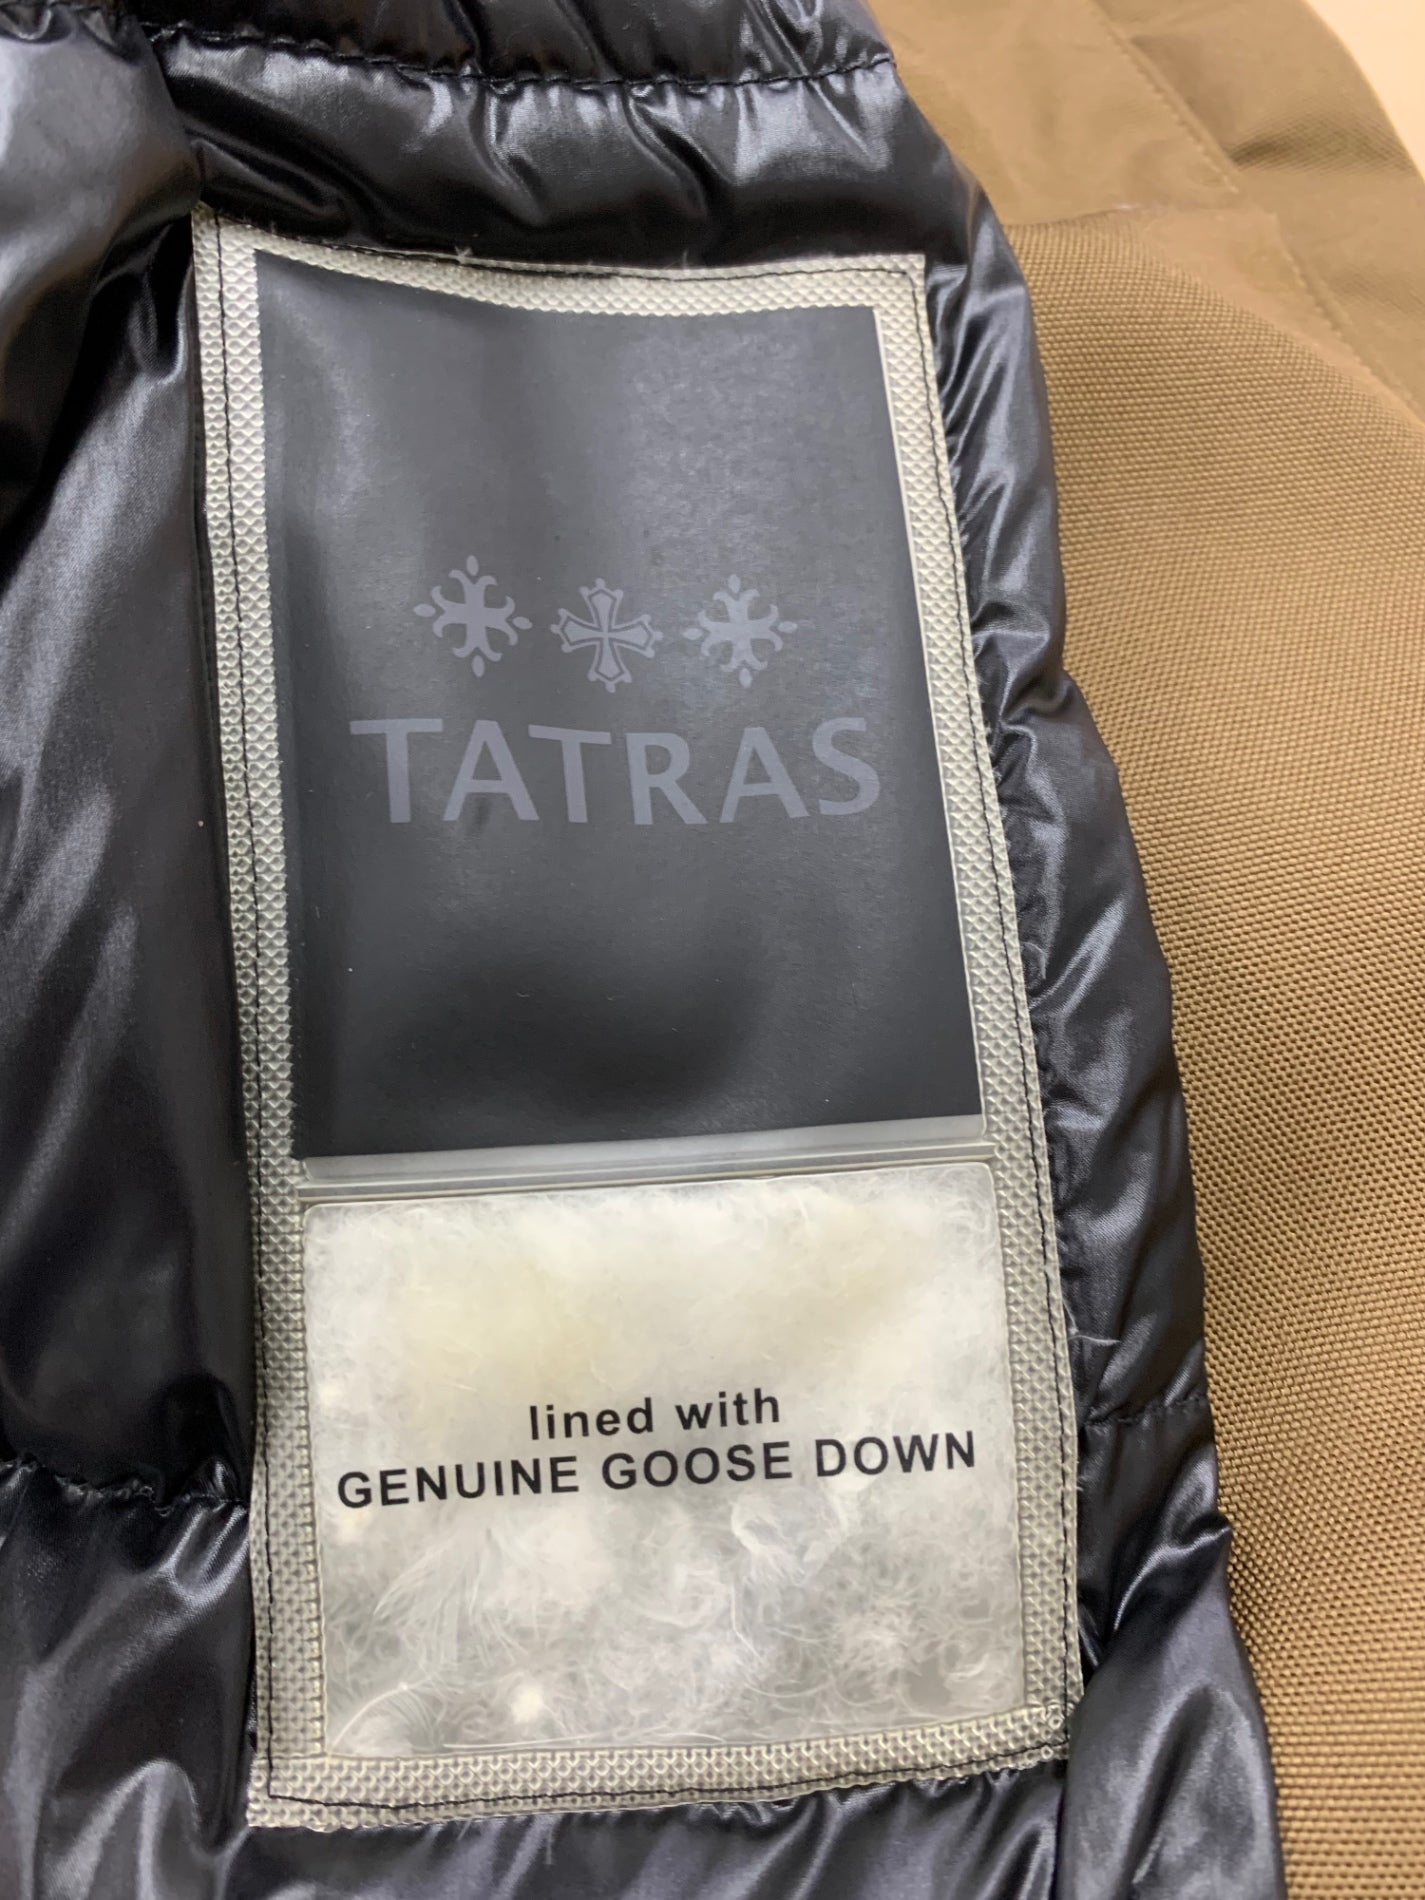 TATRAS
lined with
GENUINE GOOSE DOWN